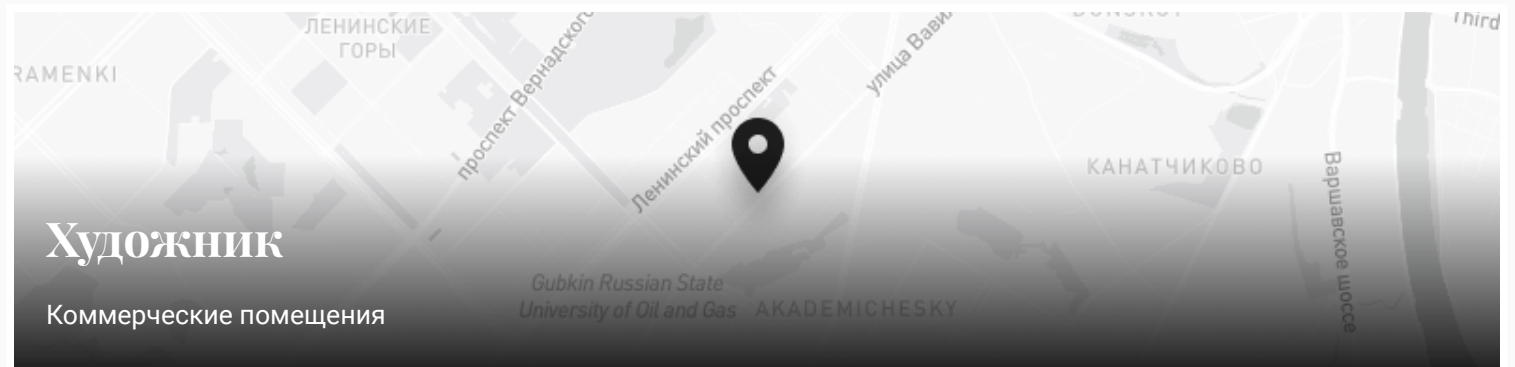 ЛЕНИНСКИЕ
ГОРЫ
RAMENKI
проспект Вернадского
Ленинский проспект
улица Вавил
Third
КАНАТЧИКОВО
Варшавское шоссе
Художник
Gubkin Russian State
University of Oil and Gas
AKADEMICHESKY
Коммерческие помещения